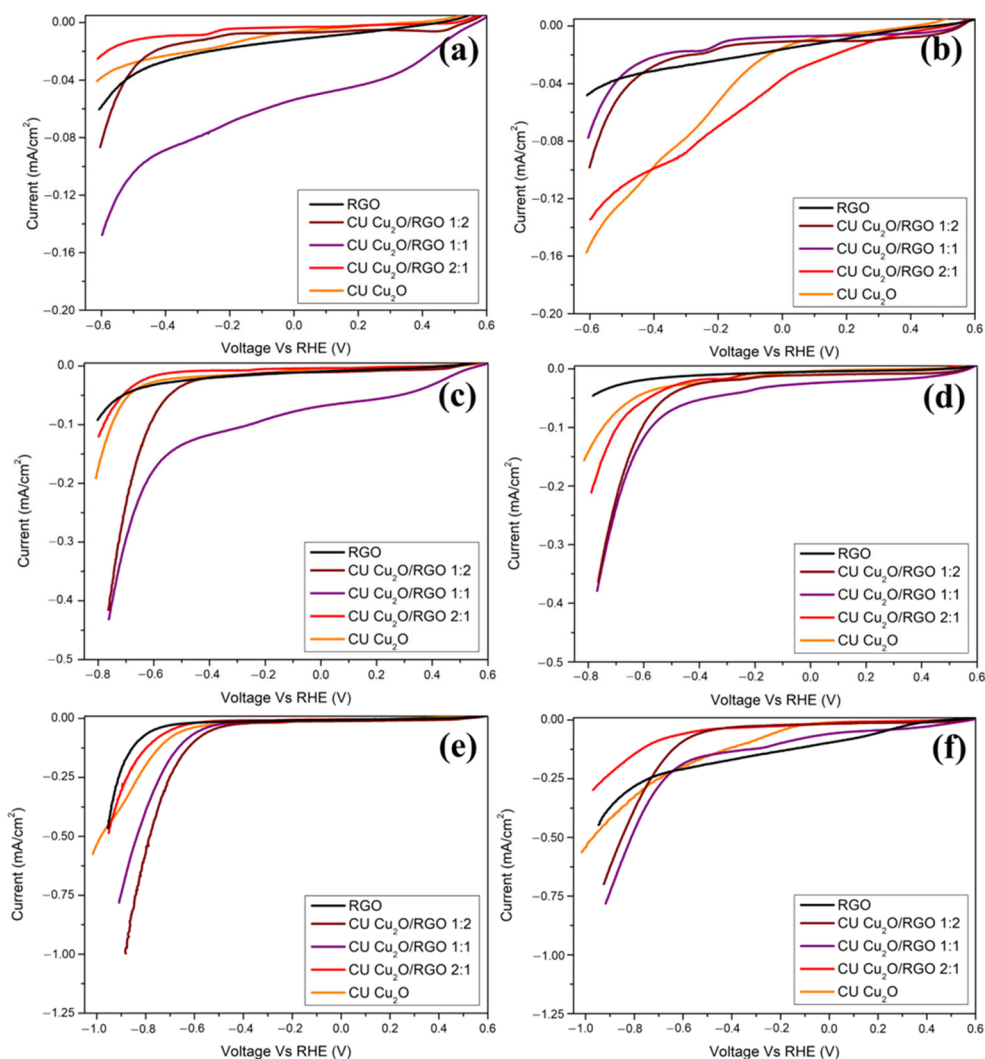 (a)
0.00
−0.04
−0.08
−0.12
−0.16
−0.20
Current (mA/cm²)
RGO
CU Cu₂O/RGO 1:2
CU Cu₂O/RGO 1:1
CU Cu₂O/RGO 2:1
CU Cu₂O
−0.6 −0.4 −0.2 0.0 0.2 0.4 0.6
Voltage Vs RHE (V)
(b)
0.00
−0.04
−0.08
−0.12
−0.16
−0.20
Current (mA/cm²)
RGO
CU Cu₂O/RGO 1:2
CU Cu₂O/RGO 1:1
CU Cu₂O/RGO 2:1
CU Cu₂O
−0.6 −0.4 −0.2 0.0 0.2 0.4 0.6
Voltage Vs RHE (V)
(c)
0.0
−0.1
−0.2
−0.3
−0.4
−0.5
Current (mA/cm²)
RGO
CU Cu₂O/RGO 1:2
CU Cu₂O/RGO 1:1
CU Cu₂O/RGO 2:1
CU Cu₂O
−0.8 −0.6 −0.4 −0.2 0.0 0.2 0.4 0.6
Voltage Vs RHE (V)
(d)
0.0
−0.1
−0.2
−0.3
−0.4
−0.5
Current (mA/cm²)
RGO
CU Cu₂O/RGO 1:2
CU Cu₂O/RGO 1:1
CU Cu₂O/RGO 2:1
CU Cu₂O
−0.8 −0.6 −0.4 −0.2 0.0 0.2 0.4 0.6
Voltage Vs RHE (V)
(e)
0.00
−0.25
−0.50
−0.75
−1.00
−1.25
Current (mA/cm²)
RGO
CU Cu₂O/RGO 1:2
CU Cu₂O/RGO 1:1
CU Cu₂O/RGO 2:1
CU Cu₂O
−1.0 −0.8 −0.6 −0.4 −0.2 0.0 0.2 0.4 0.6
Voltage Vs RHE (V)
(f)
0.00
−0.25
−0.50
−0.75
−1.00
−1.25
Current (mA/cm²)
RGO
CU Cu₂O/RGO 1:2
CU Cu₂O/RGO 1:1
CU Cu₂O/RGO 2:1
CU Cu₂O
−1.0 −0.8 −0.6 −0.4 −0.2 0.0 0.2 0.4 0.6
Voltage Vs RHE (V)